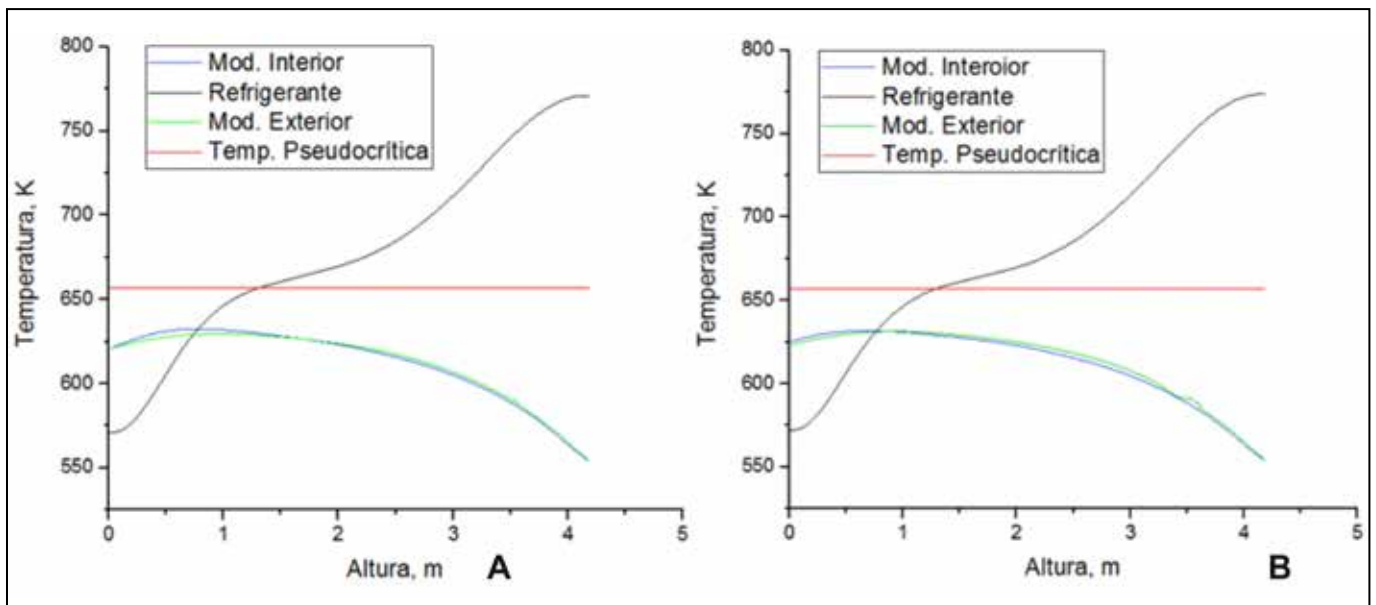 800
750
700
650
600
550
Temperatura, K
Mod. Interior
Refrigerante
Mod. Exterior
Temp. Pseudocrítica
0 1 2 3 4 5
Altura, m
A
800
750
700
650
600
550
Temperatura, K
Mod. Interoior
Refrigerante
Mod. Exterior
Temp. Pseudocrítica
0 1 2 3 4 5
Altura, m
B